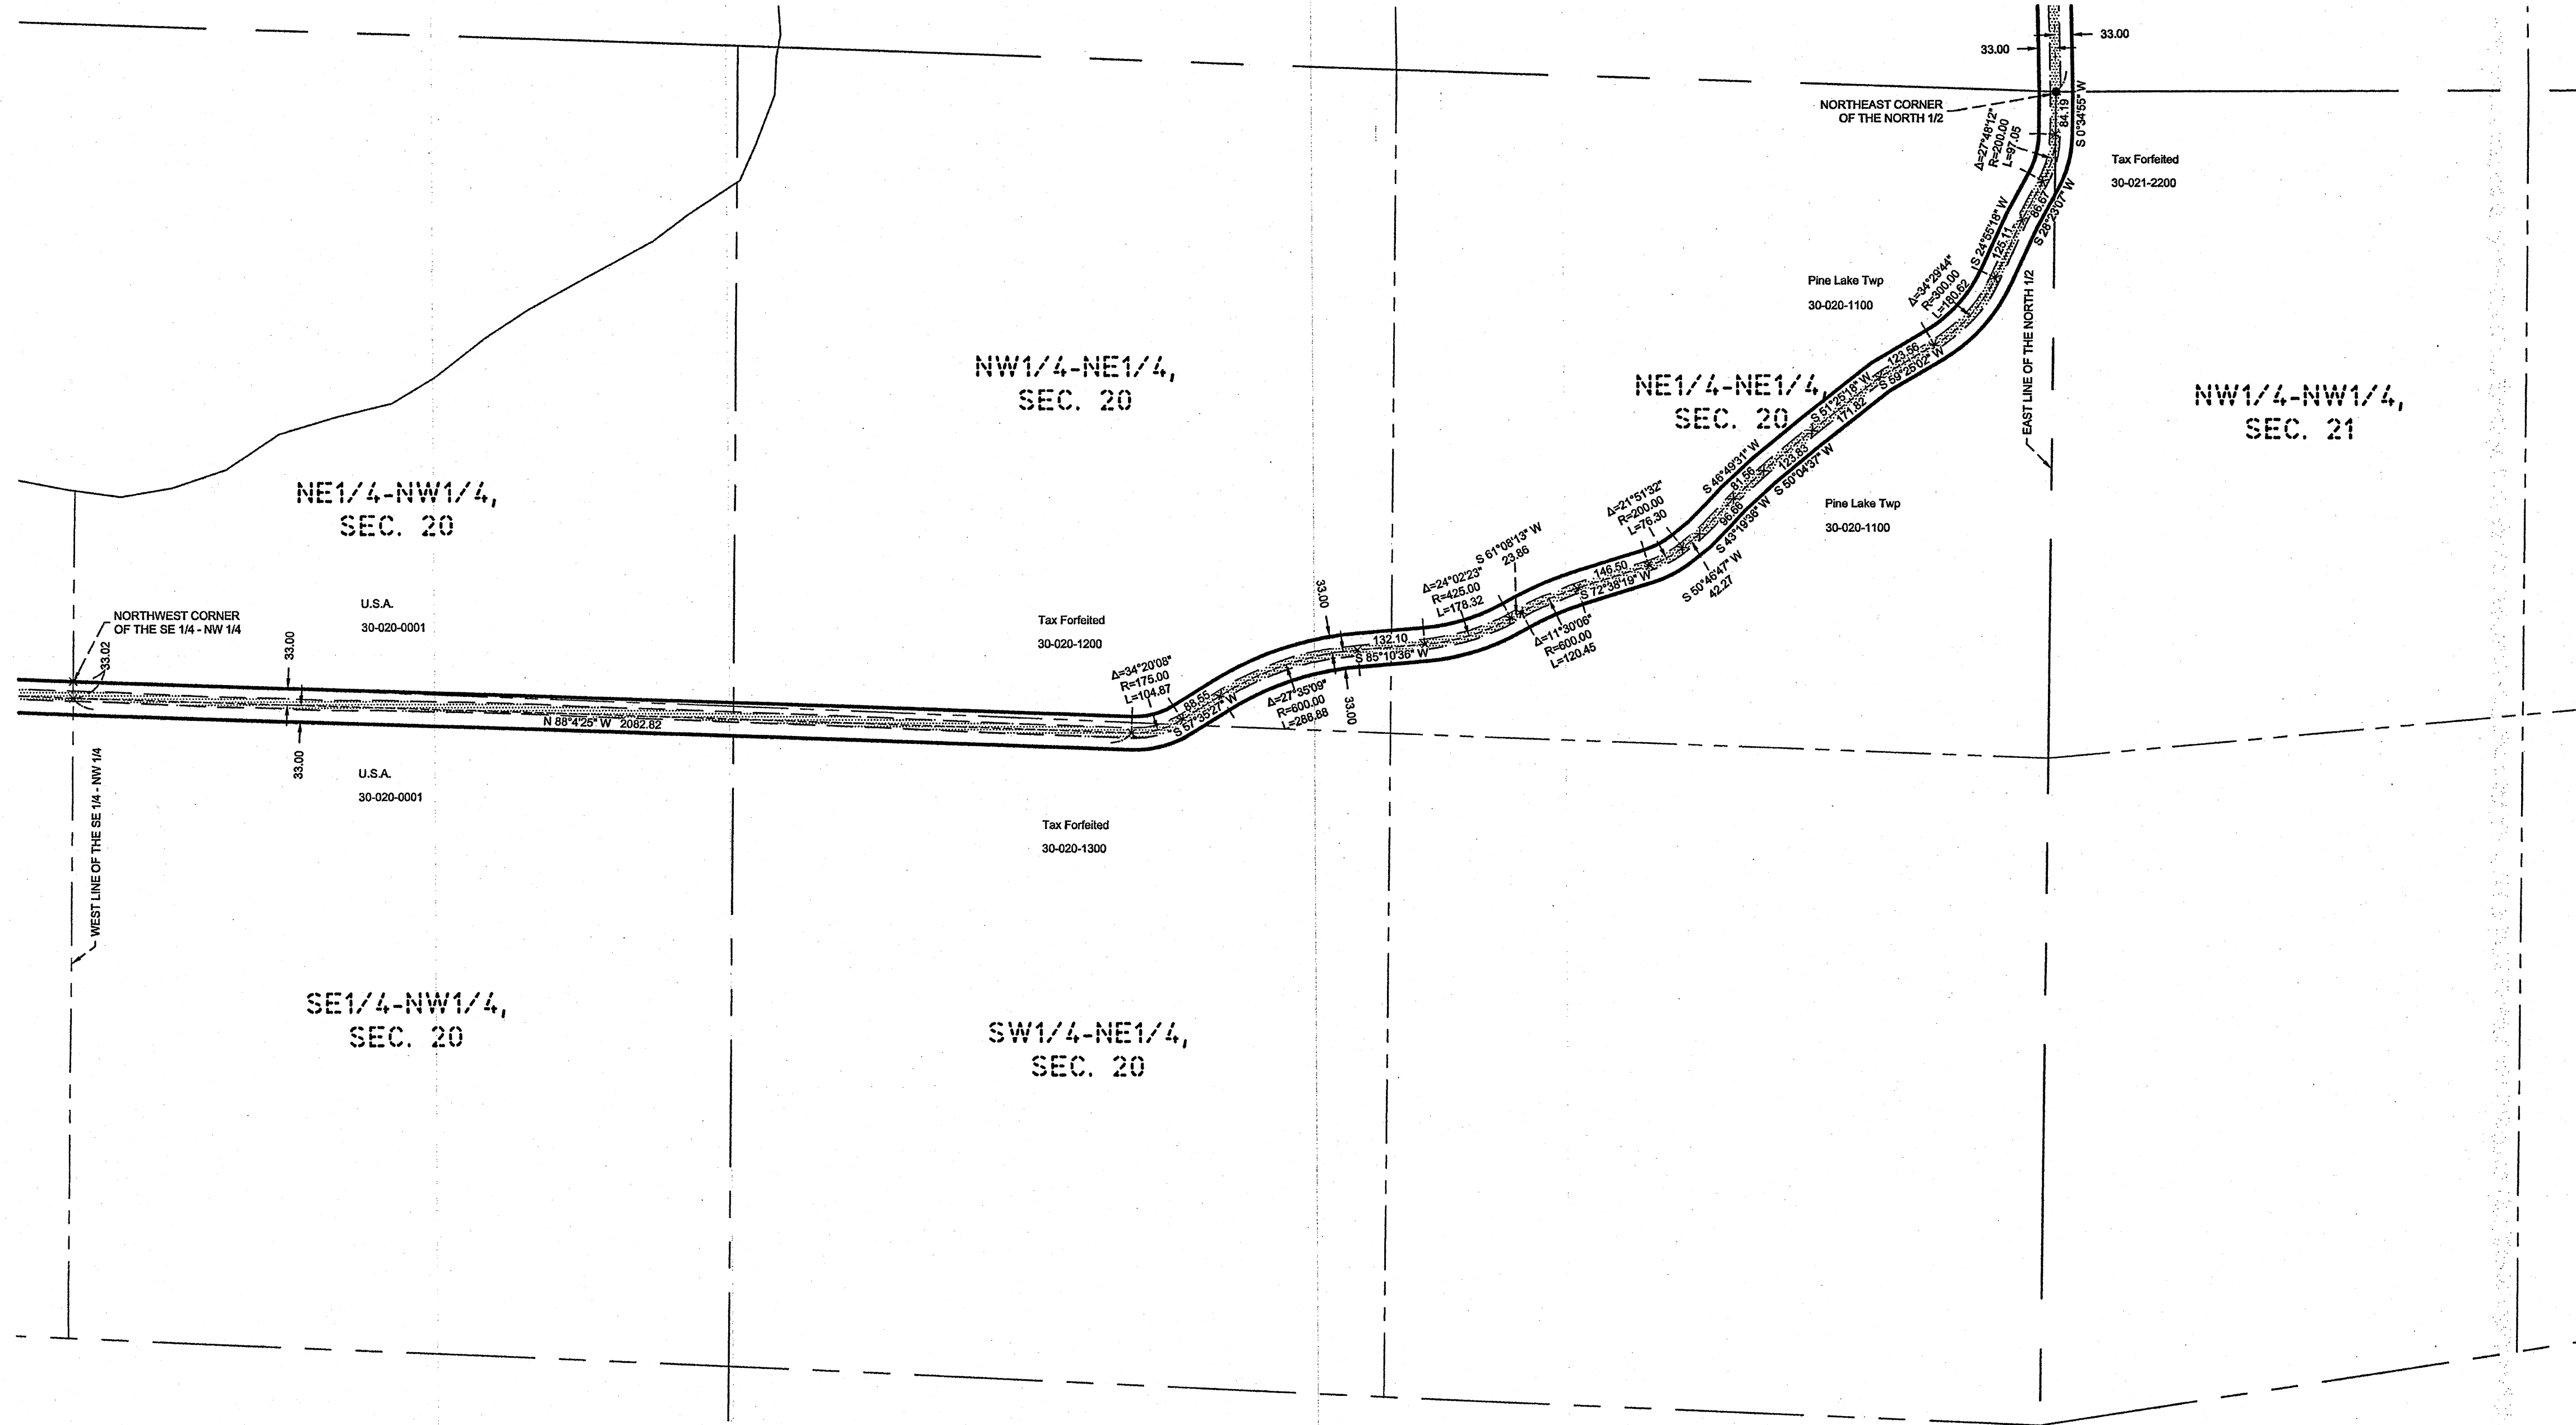 33.00
33.00
NORTHEAST CORNER
OF THE NORTH 1/2
84.19
S 0°34'55" W
Δ=27°48'12"
R=200.00
L=97.05
Tax Forfeited
30-021-2200
86.67
S 28°23'07" W
S 24°55'18" W
125.11
Pine Lake Twp
30-020-1100
Δ=34°29'44"
R=300.00
L=180.62
EAST LINE OF THE NORTH 1/2
NW1/4-NE1/4,
SEC. 20
NE1/4-NE1/4,
SEC. 20
NW1/4-NW1/4,
SEC. 21
123.56
S 59°25'02" W
S 51°25'18" W
171.82
123.83
S 50°04'37" W
S 46°49'31" W
81.56
96.66
S 43°19'36" W
NE1/4-NW1/4,
SEC. 20
Pine Lake Twp
30-020-1100
Δ=21°51'32"
R=200.00
L=76.30
S 50°46'47" W
42.27
S 61°08'13" W
23.86
146.50
S 72°38'19" W
Δ=24°02'23"
R=425.00
L=178.32
Δ=11°30'06"
R=600.00
L=120.45
33.00
132.10
S 85°10'36" W
NORTHWEST CORNER
OF THE SE 1/4 - NW 1/4
33.02
U.S.A.
30-020-0001
33.00
Tax Forfeited
30-020-1200
Δ=34°20'08"
R=175.00
L=104.87
88.55
S 57°35'27" W
Δ=27°35'09"
R=600.00
L=288.88
33.00
N 88°4'25" W 2082.82
33.00
U.S.A.
30-020-0001
WEST LINE OF THE SE 1/4 - NW 1/4
Tax Forfeited
30-020-1300
SE1/4-NW1/4,
SEC. 20
SW1/4-NE1/4,
SEC. 20